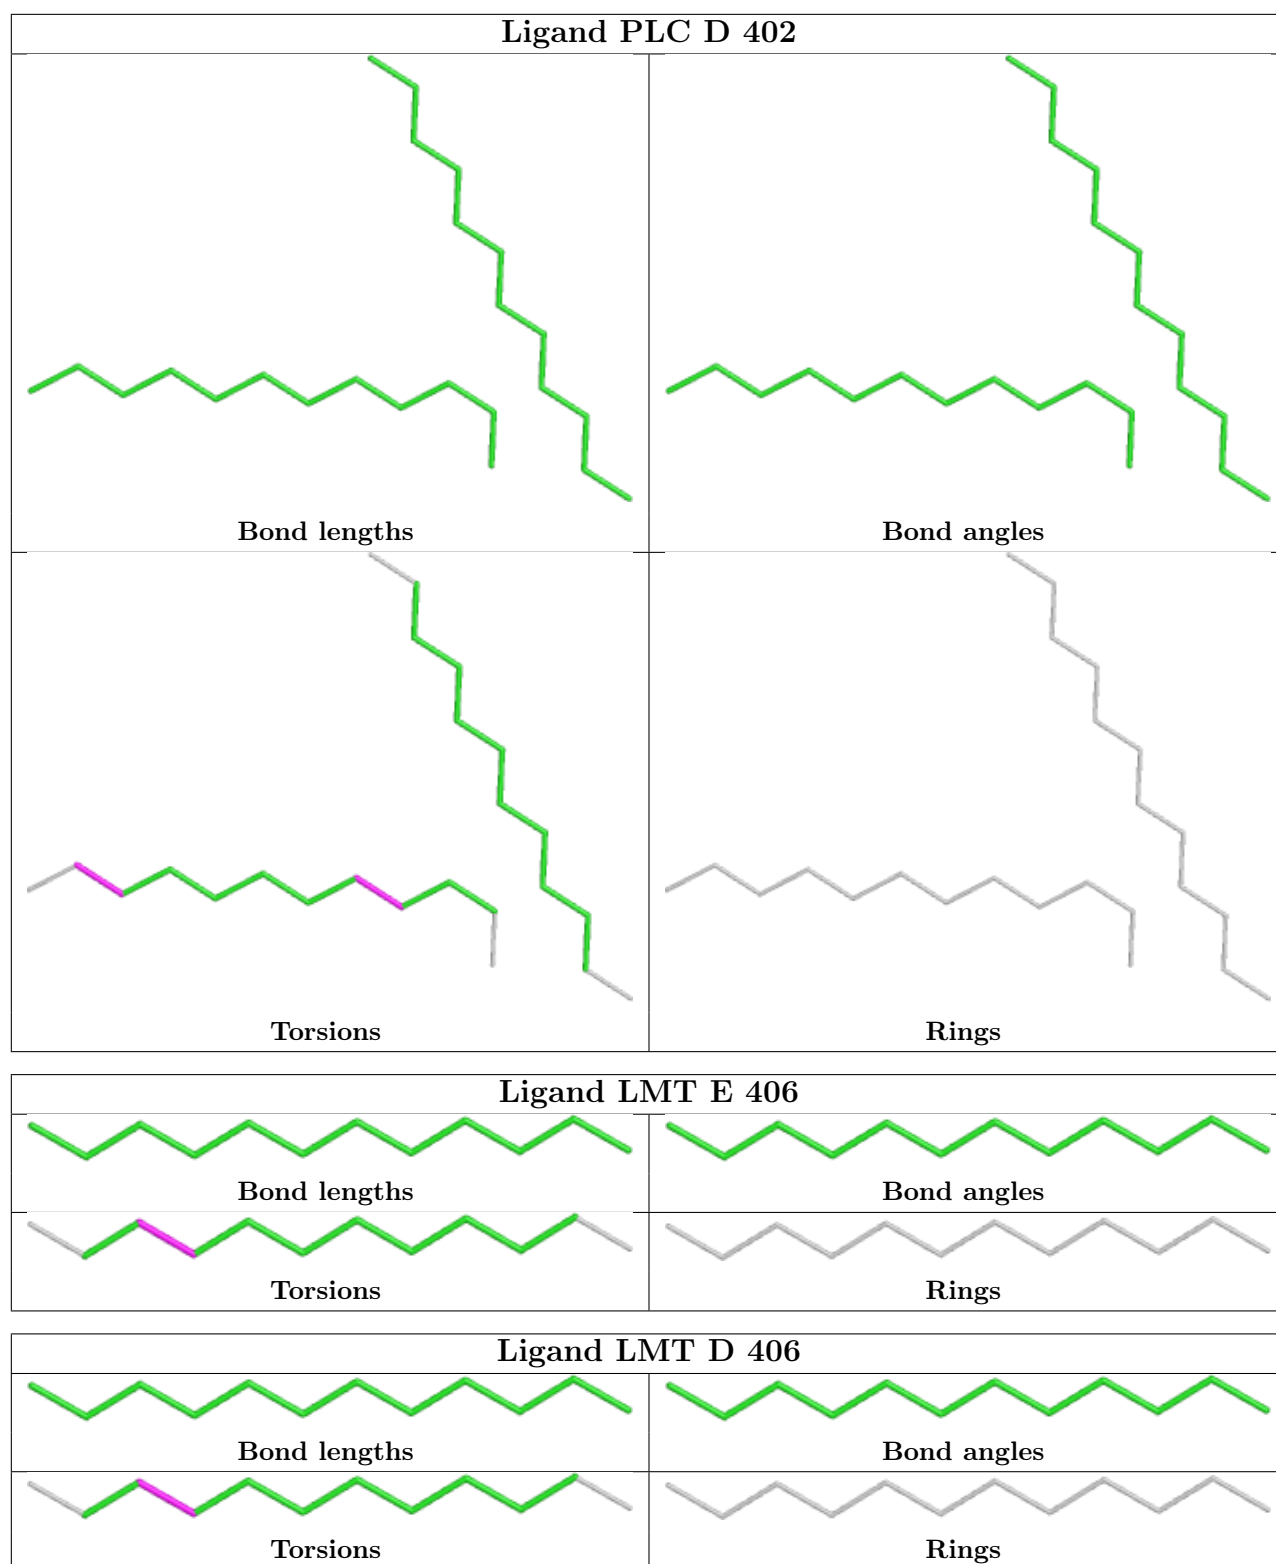 Ligand PLC D 402
Bond lengths
Bond angles
Torsions
Rings
Ligand LMT E 406
Bond lengths
Bond angles
Torsions
Rings
Ligand LMT D 406
Bond lengths
Bond angles
Torsions
Rings